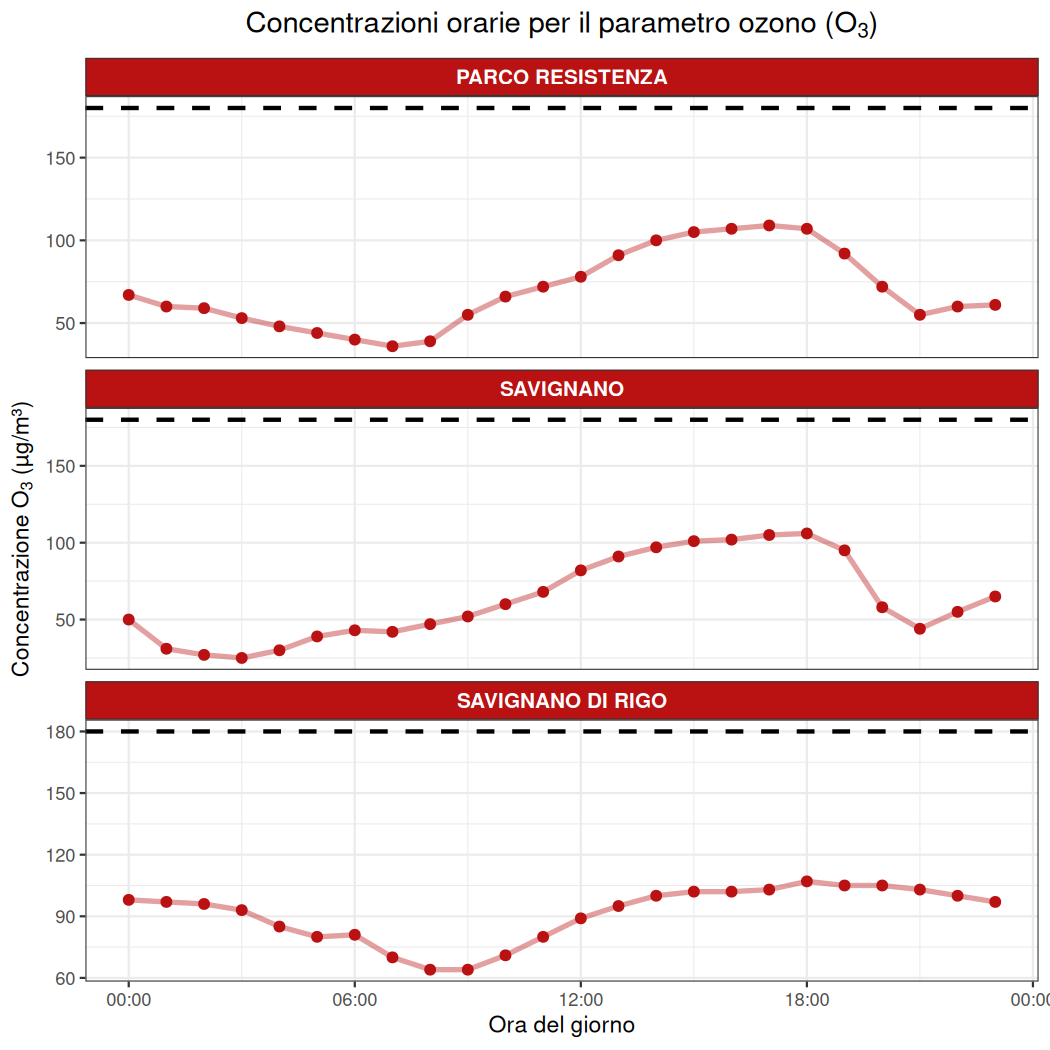 Concentrazioni orarie per il parametro ozono (O₃)
PARCO RESISTENZA
150
100
50
SAVIGNANO
150
100
50
SAVIGNANO DI RIGO
180
150
120
90
60
00:00 06:00 12:00 18:00 00:0
Ora del giorno
Concentrazione O₃ (µg/m³)